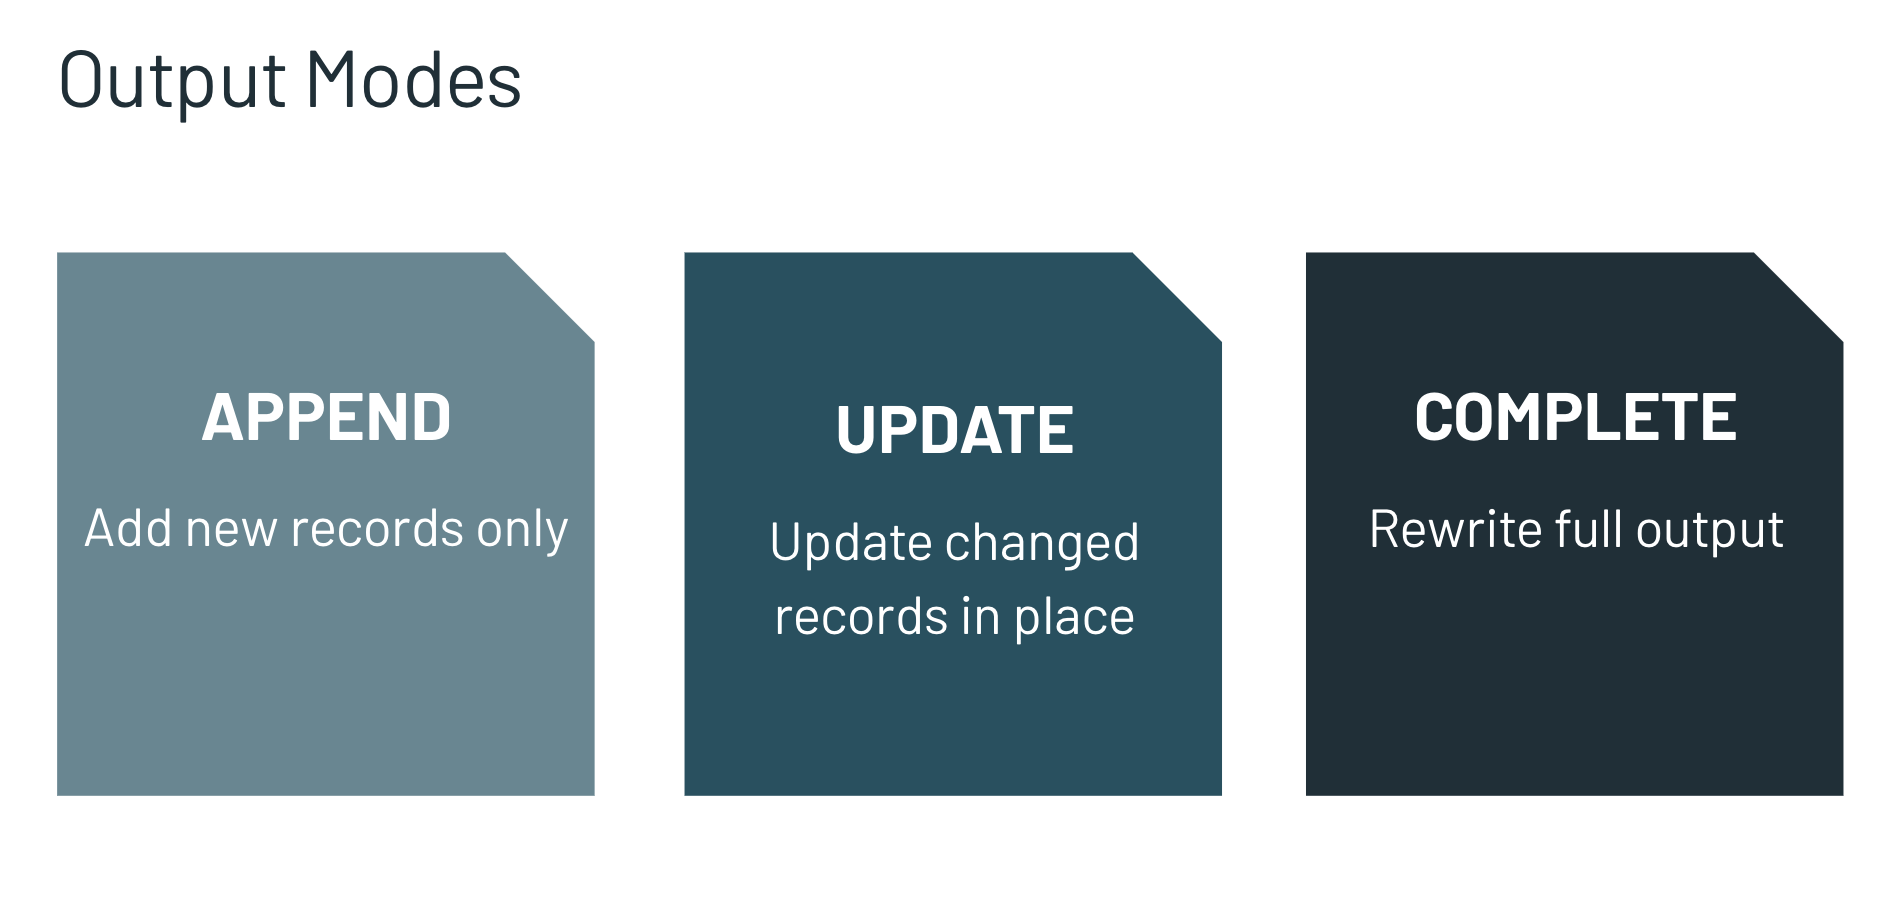 Output Modes
APPEND
Add new records only
UPDATE
Update changed
records in place
COMPLETE
Rewrite full output